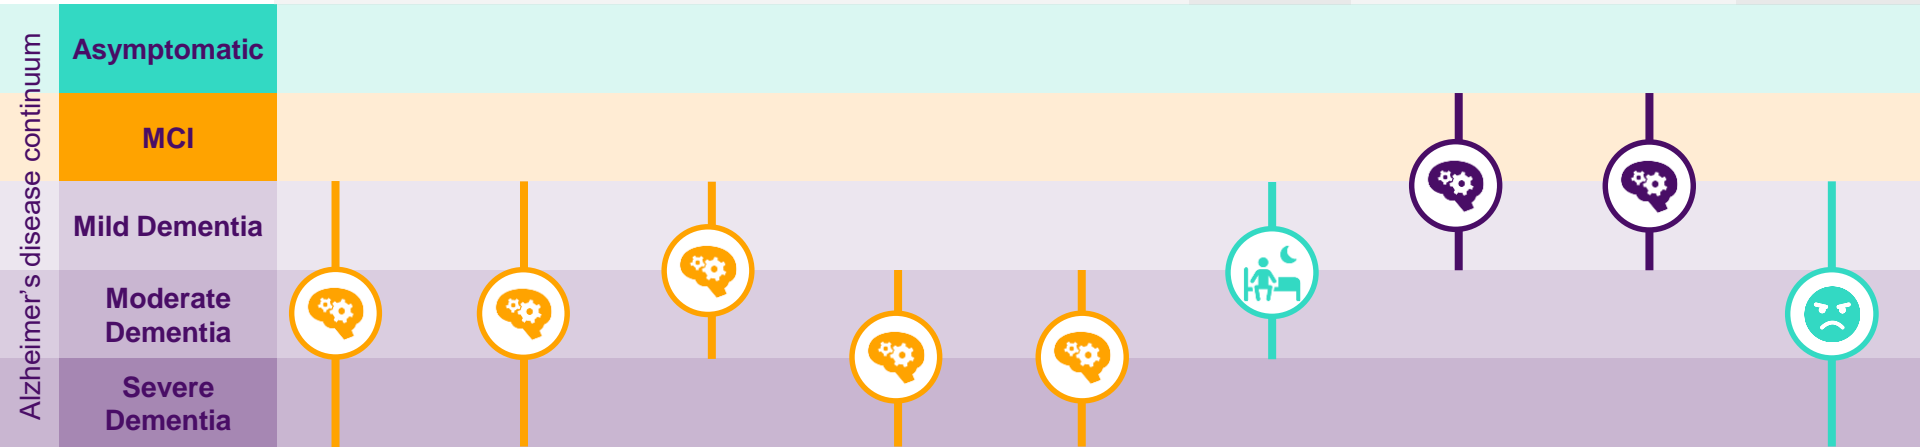 Alzheimer's disease continuum
Asymptomatic
MCI
Mild Dementia
Moderate
Dementia
Severe
Dementia